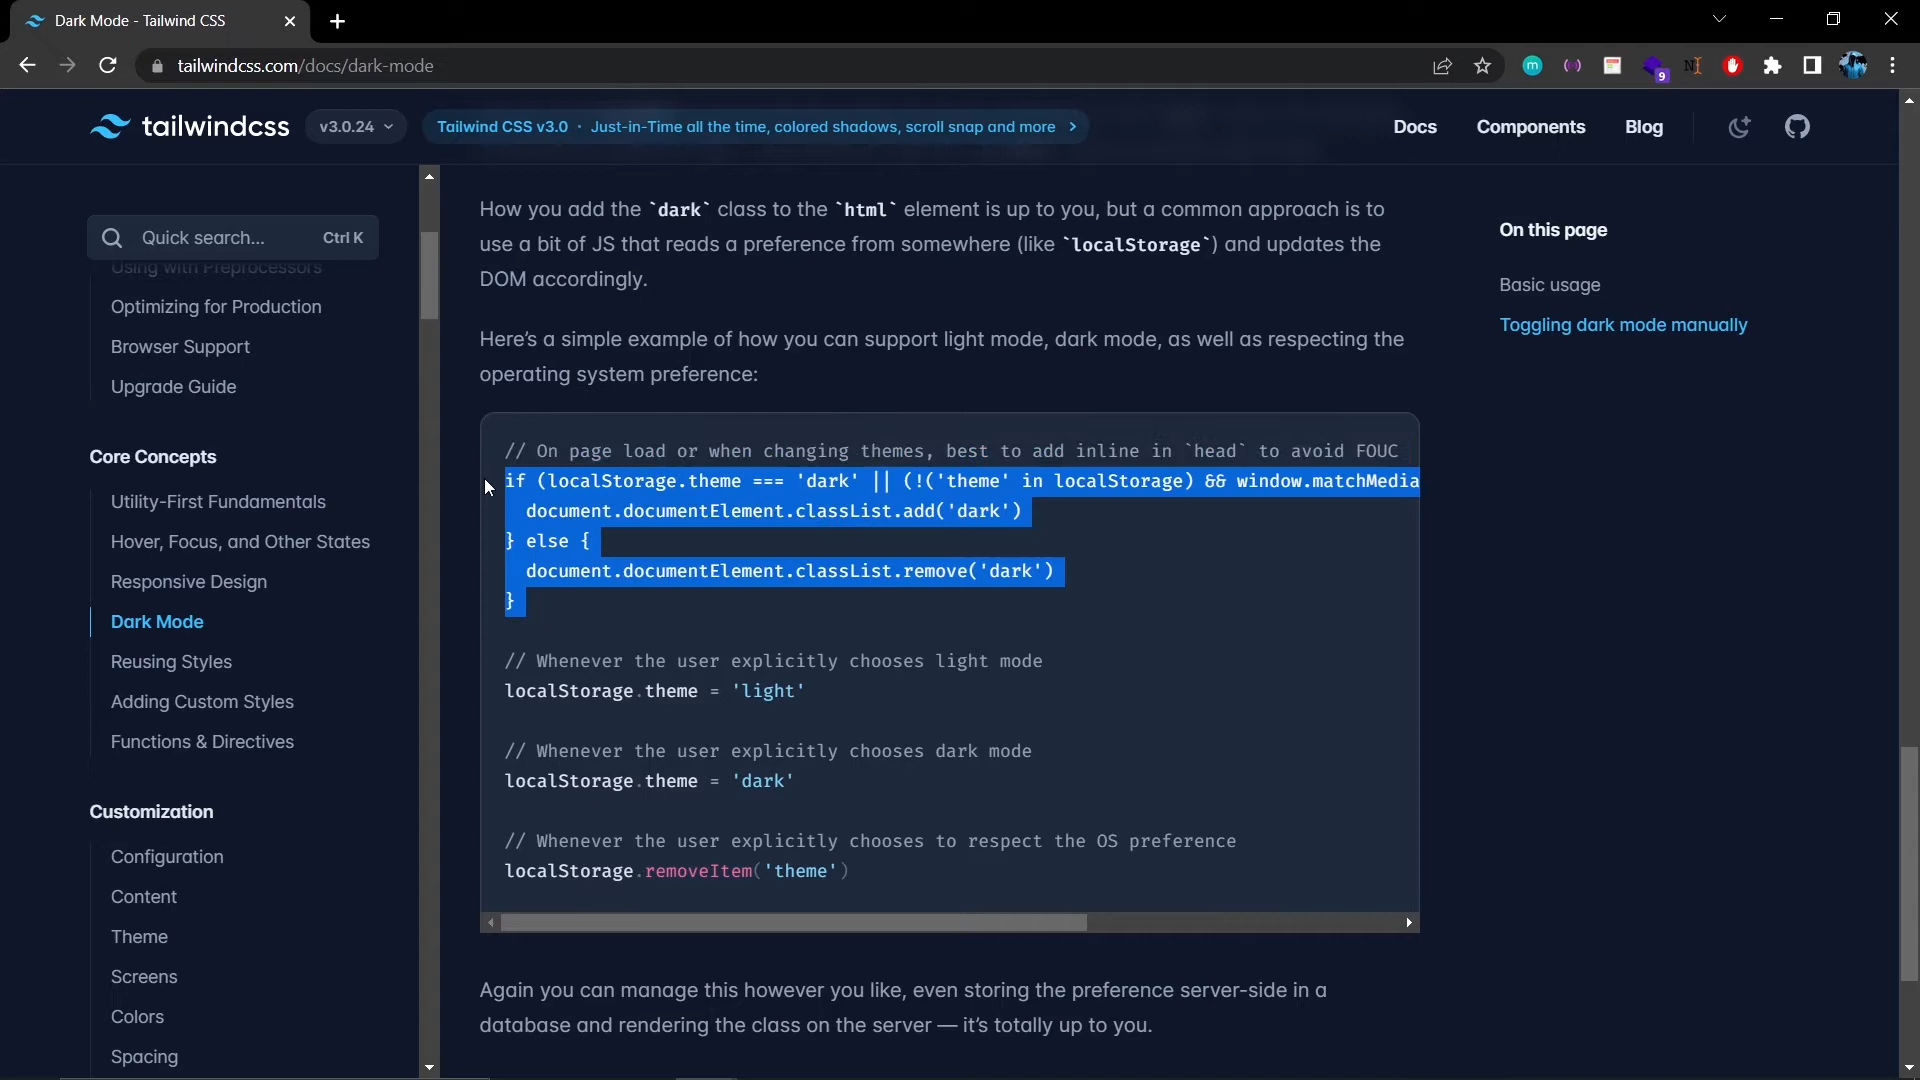 Dark Mode - Tailwind CSS
tailwindcss.com/docs/dark-mode
m
9
N
tailwindcss
v3.0.24
Tailwind CSS v3.0 · Just-in-Time all the time, colored shadows, scroll snap and more
Docs
Components
Blog
Quick search...
Ctrl K
Using with Preprocessors
Optimizing for Production
Browser Support
Upgrade Guide
Core Concepts
Utility-First Fundamentals
Hover, Focus, and Other States
Responsive Design
Dark Mode
Reusing Styles
Adding Custom Styles
Functions & Directives
Customization
Configuration
Content
Theme
Screens
Colors
Spacing
How you add the `dark` class to the `html` element is up to you, but a common approach is to
use a bit of JS that reads a preference from somewhere (like `localStorage`) and updates the
DOM accordingly.
Here’s a simple example of how you can support light mode, dark mode, as well as respecting the
operating system preference:
// On page load or when changing themes, best to add inline in `head` to avoid FOUC
if (localStorage.theme === 'dark' || (!('theme' in localStorage) && window.matchMedia
document.documentElement.classList.add('dark')
} else {
document.documentElement.classList.remove('dark')
}
// Whenever the user explicitly chooses light mode
localStorage.theme = 'light'
// Whenever the user explicitly chooses dark mode
localStorage.theme = 'dark'
// Whenever the user explicitly chooses to respect the OS preference
localStorage.removeItem('theme')
Again you can manage this however you like, even storing the preference server-side in a
database and rendering the class on the server — it’s totally up to you.
On this page
Basic usage
Toggling dark mode manually